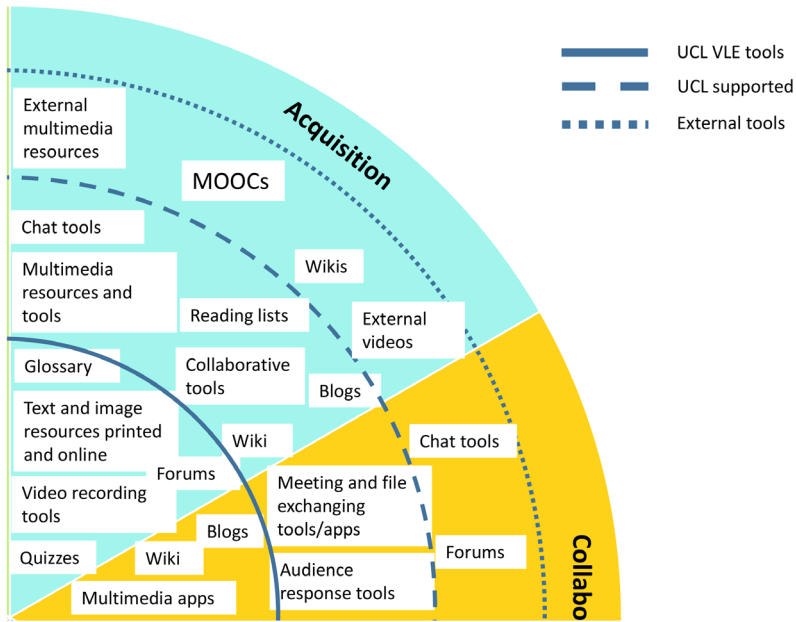 UCL VLE tools
UCL supported
External tools
Acquisition
External
multimedia
resources
MOOCs
Chat tools
Wikis
Multimedia
resources and
tools
Reading lists
External
videos
Glossary
Collaborative
tools
Blogs
Text and image
resources printed
and online
Wiki
Chat tools
Forums
Meeting and file
exchanging
tools/apps
Video recording
tools
Blogs
Quizzes
Wiki
Forums
Audience
response tools
Multimedia apps
Collabo